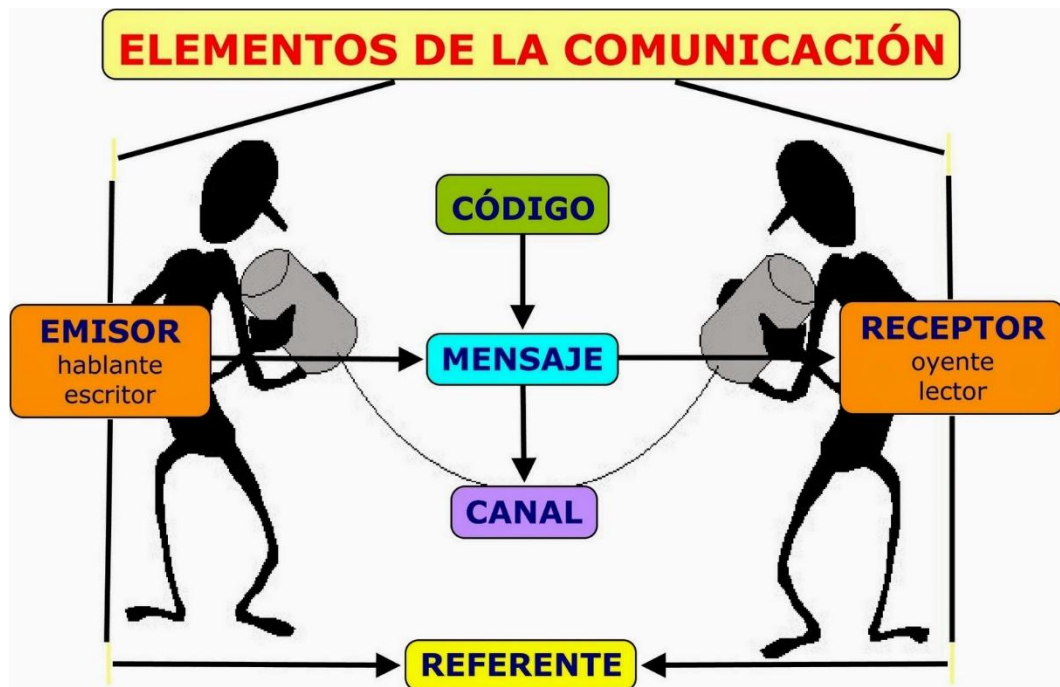 ELEMENTOS DE LA COMUNICACIÓN
CÓDIGO
EMISOR
hablante
escritor
MENSAJE
RECEPTOR
oyente
lector
CANAL
REFERENTE